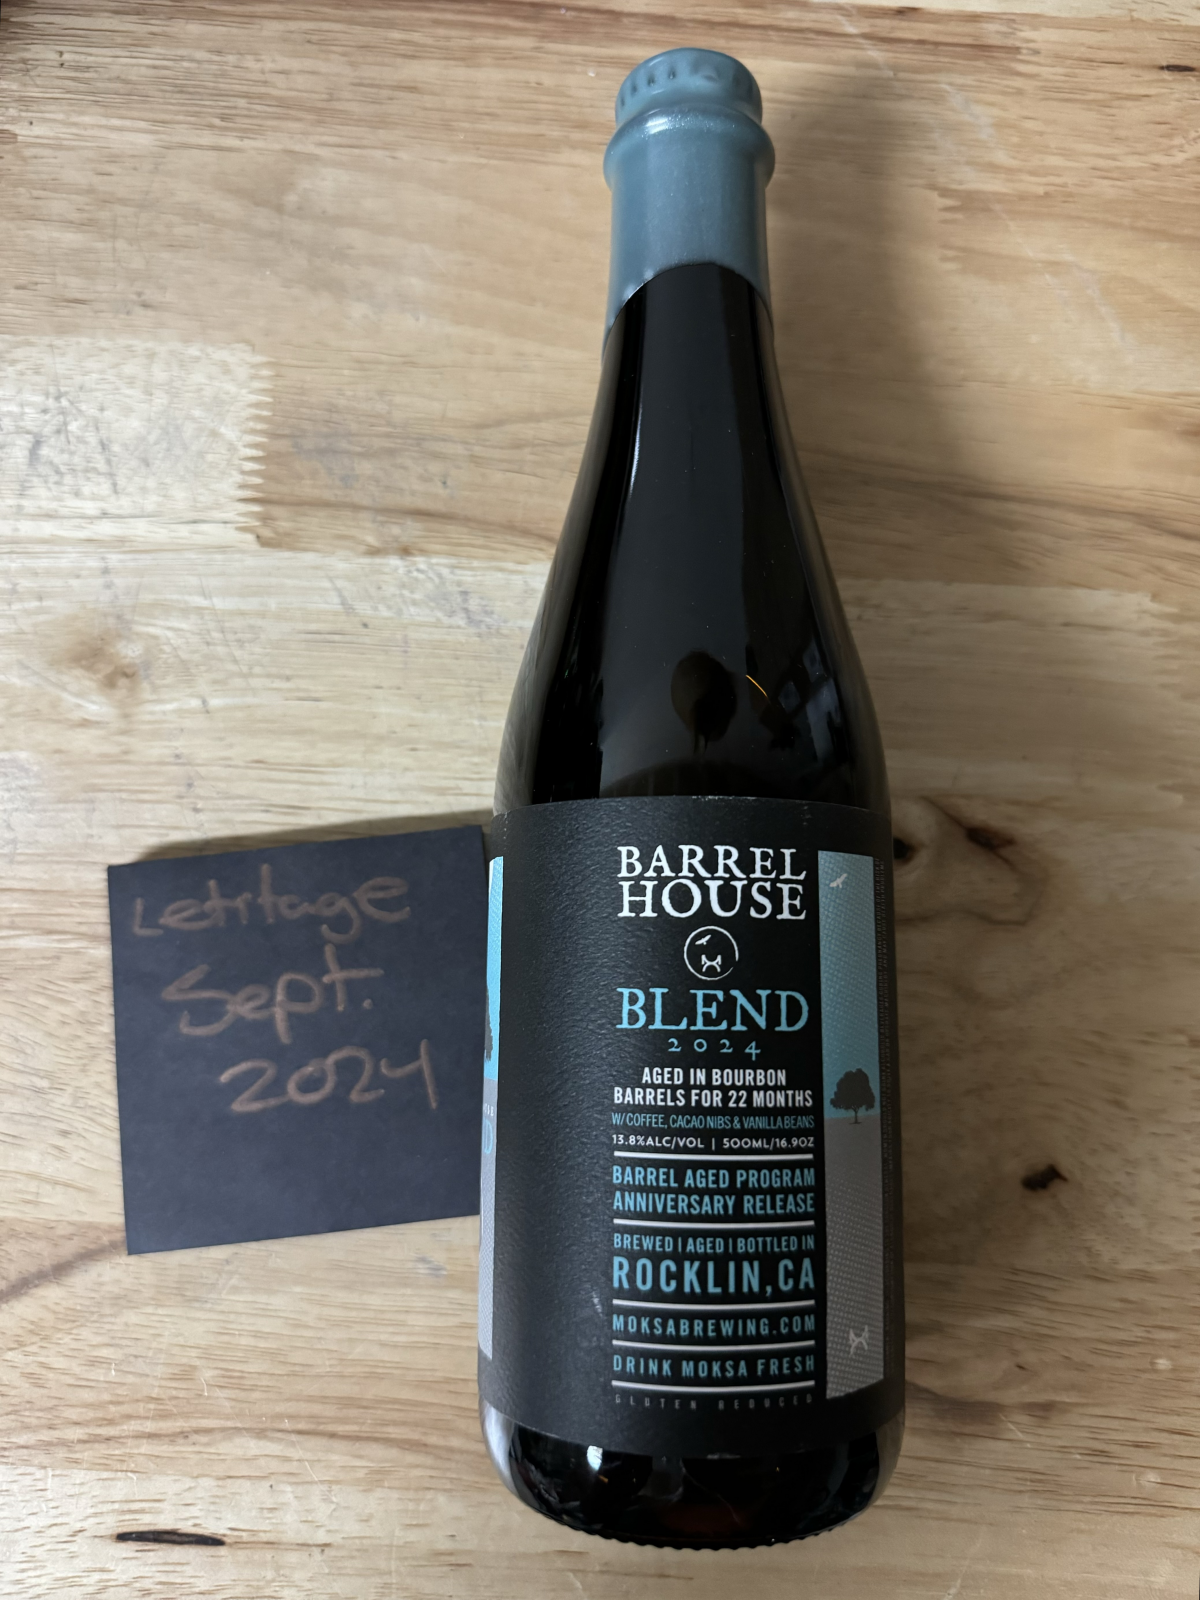 Letritage
Sept.
2024
BARREL
HOUSE
BLEND
2024
AGED IN BOURBON
BARRELS FOR 22 MONTHS
W/ COFFEE, CACAO NIBS & VANILLA BEANS
13.8%ALC/VOL | 500ML/16.9OZ
BARREL AGED PROGRAM
ANNIVERSARY RELEASE
BREWED | AGED | BOTTLED IN
ROCKLIN, CA
MOKSABREWING.COM
DRINK MOKSA FRESH
GLUTEN REDUCED